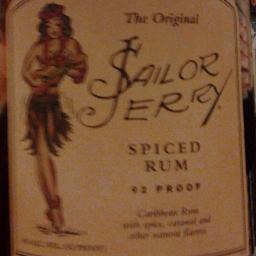 The Original
SAILOR
JERRY
SPICED
RUM
92 PROOF
Caribbean Rum
with spice, caramel and
other natural flavors